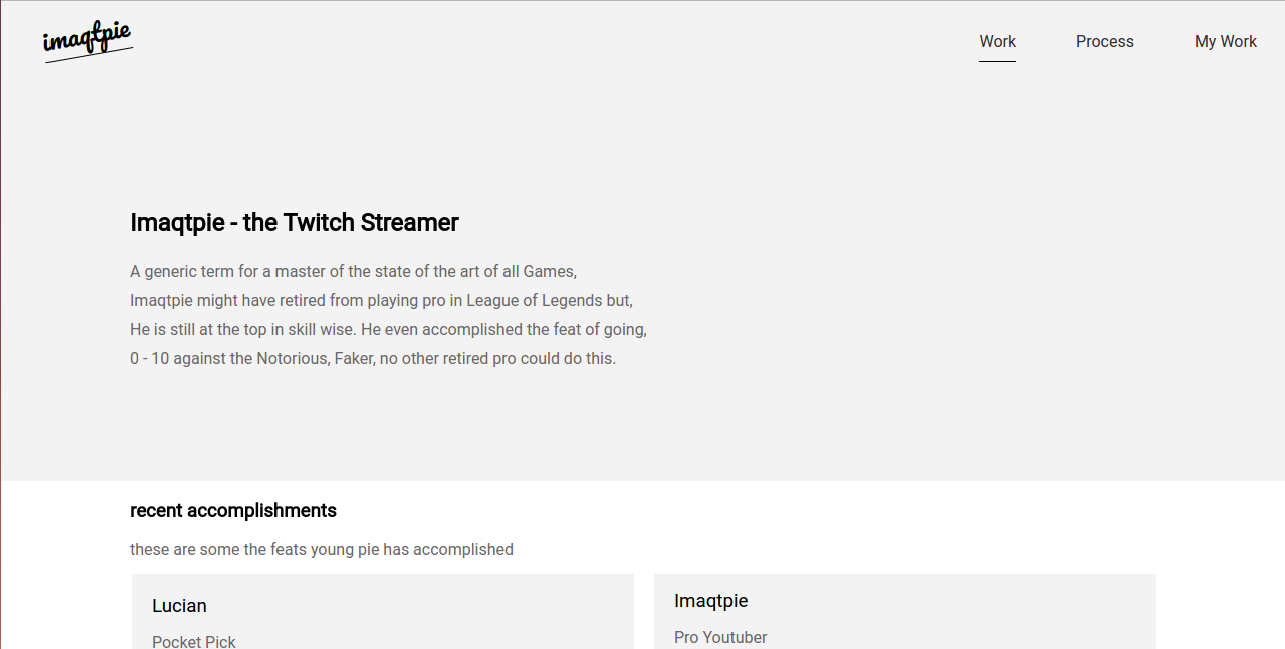 imaqtpie
Work Process My Work
Imaqtpie - the Twitch Streamer
A generic term for a master of the state of the art of all Games,
Imaqtpie might have retired from playing pro in League of Legends but,
He is still at the top in skill wise. He even accomplished the feat of going,
0 - 10 against the Notorious, Faker, no other retired pro could do this.
recent accomplishments
these are some the feats young pie has accomplished
Lucian
Pocket Pick
Imaqtpie
Pro Youtuber